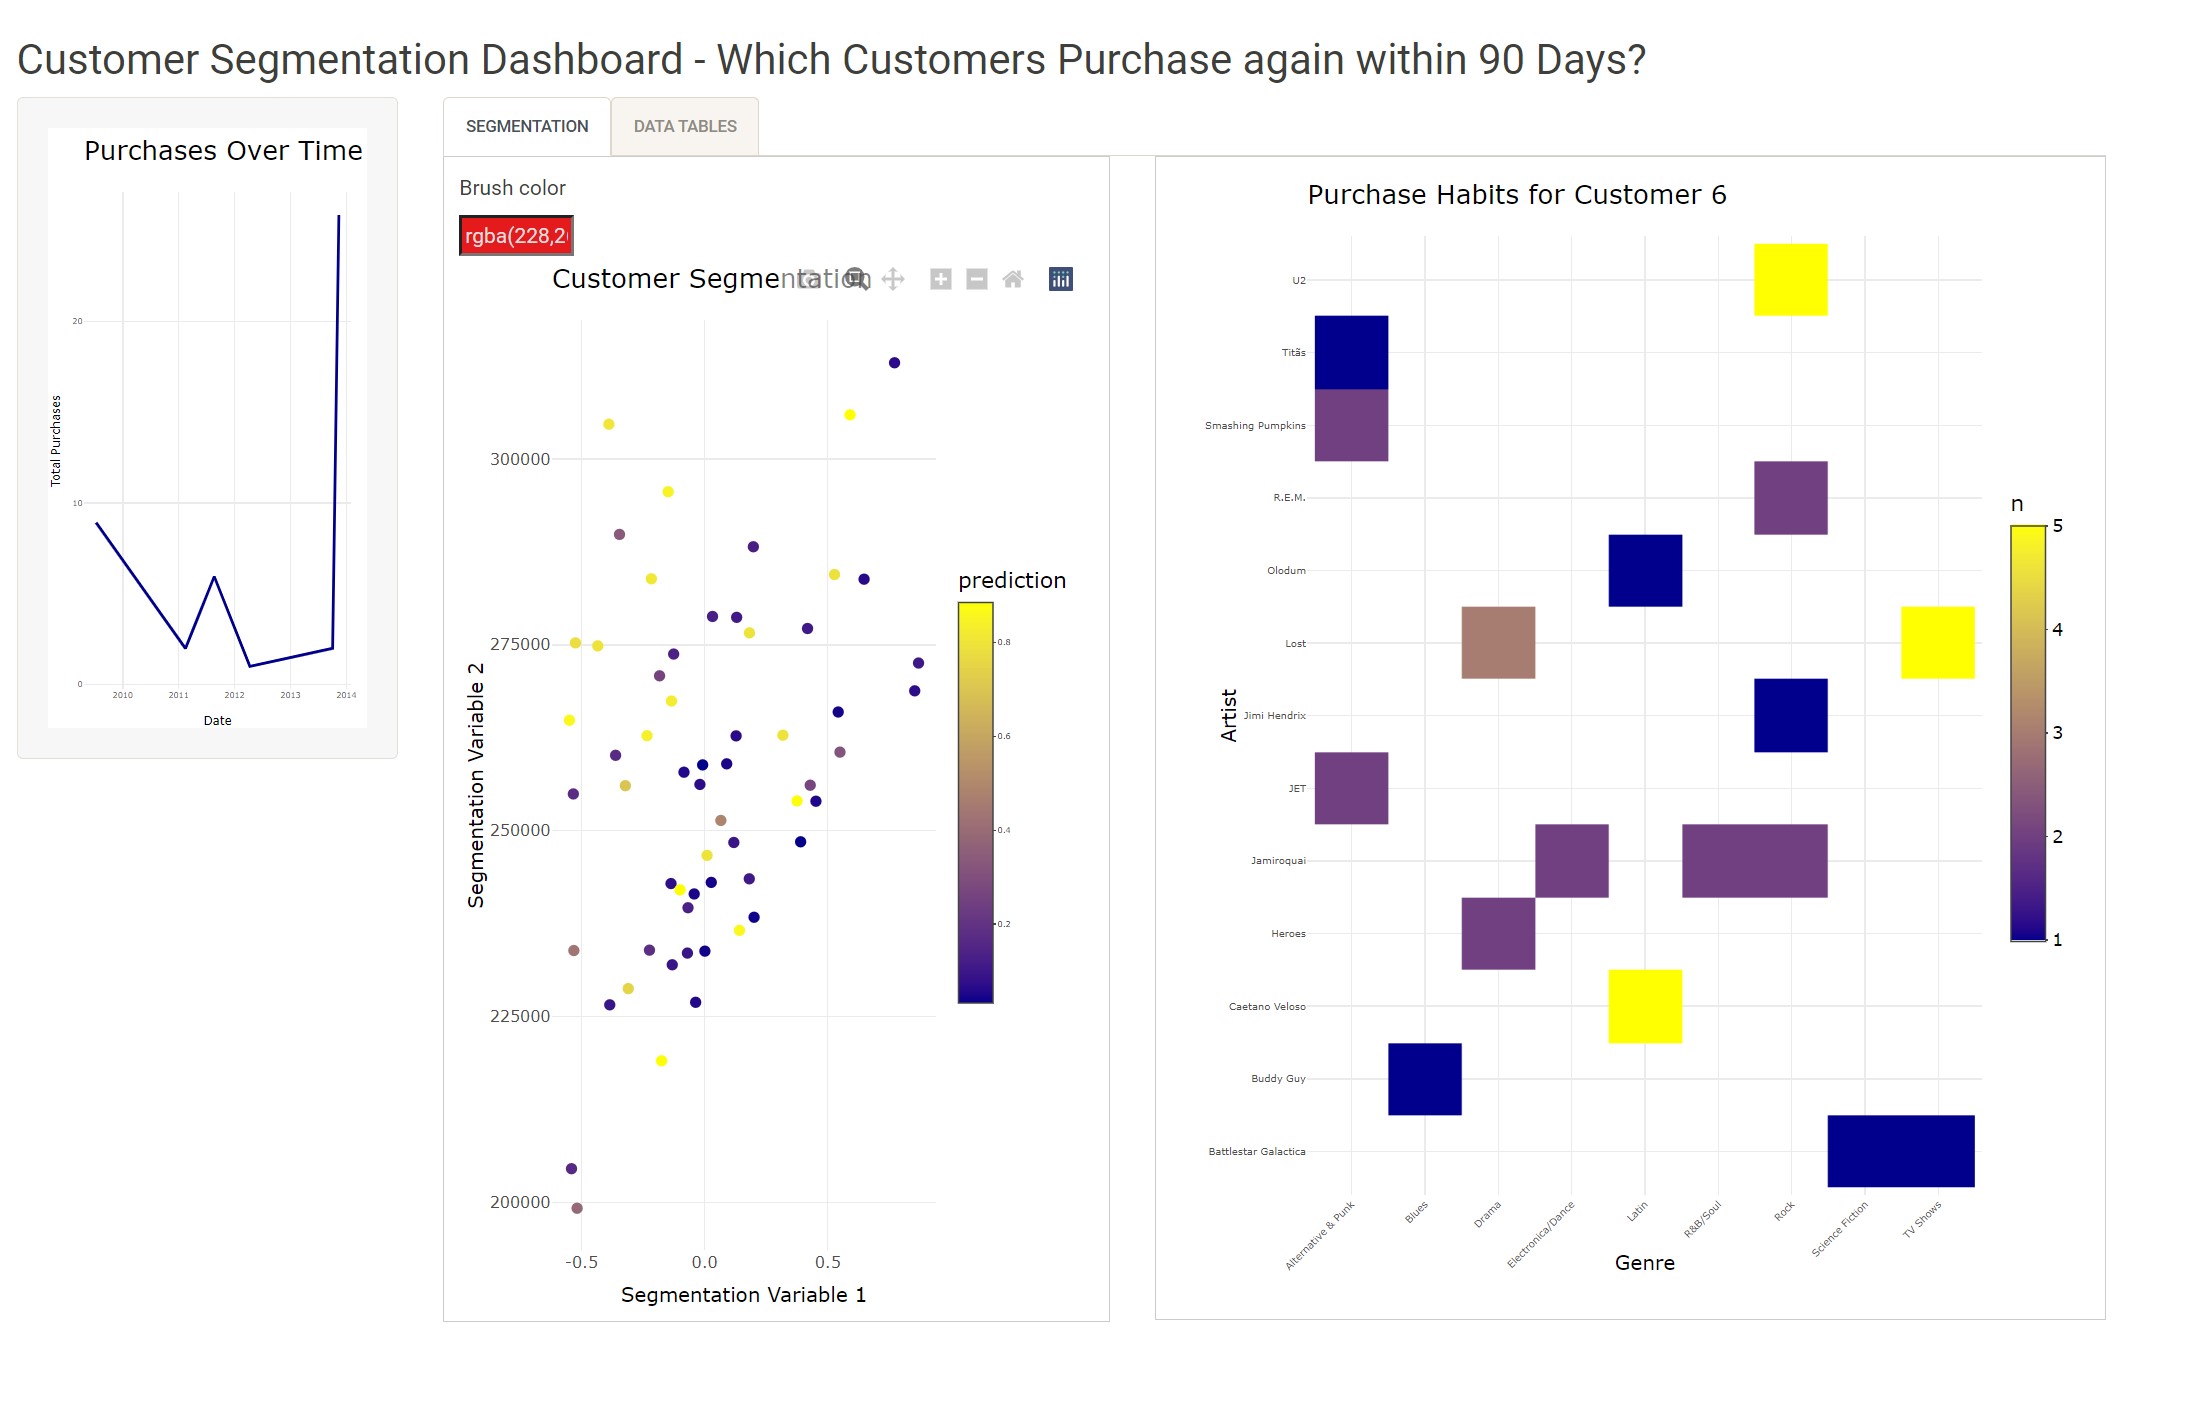 Customer Segmentation Dashboard - Which Customers Purchase again within 90 Days?
Purchases Over Time
Total Purchases
20
10
0
2010
2011
2012
2013
2014
Date
SEGMENTATION
DATA TABLES
Brush color
rgba(228,2
Customer Segmentation
Segmentation Variable 2
300000
275000
250000
225000
200000
-0.5
0.0
0.5
Segmentation Variable 1
prediction
0.8
0.6
0.4
0.2
Purchase Habits for Customer 6
Artist
U2
Titãs
Smashing Pumpkins
R.E.M.
Olodum
Lost
Jimi Hendrix
JET
Jamiroquai
Heroes
Caetano Veloso
Buddy Guy
Battlestar Galactica
Alternative & Punk
Blues
Drama
Electronica/Dance
Latin
R&B/Soul
Rock
Science Fiction
TV Shows
Genre
n
5
4
3
2
1